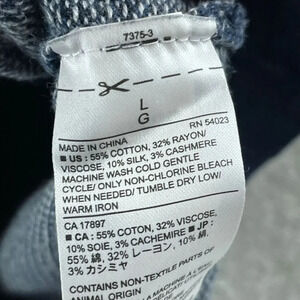 7375-3
L
G
RN 54023
MADE IN CHINA
■ US: 55% COTTON, 32% RAYON/
VISCOSE, 10% SILK, 3% CASHMERE
MACHINE WASH COLD GENTLE
CYCLE/ ONLY NON-CHLORINE BLEACH
WHEN NEEDED/ TUMBLE DRY LOW/
WARM IRON
CA 17897
■ CA: 55% COTTON, 32% VISCOSE,
10% SOIE, 3% CACHEMIRE ■ JP:
55% 綿, 32% レーヨン, 10% 絹,
3% カシミヤ
CONTAINS NON-TEXTILE PARTS OF
ANIMAL ORIGIN
LA MACHINE A L'EAU